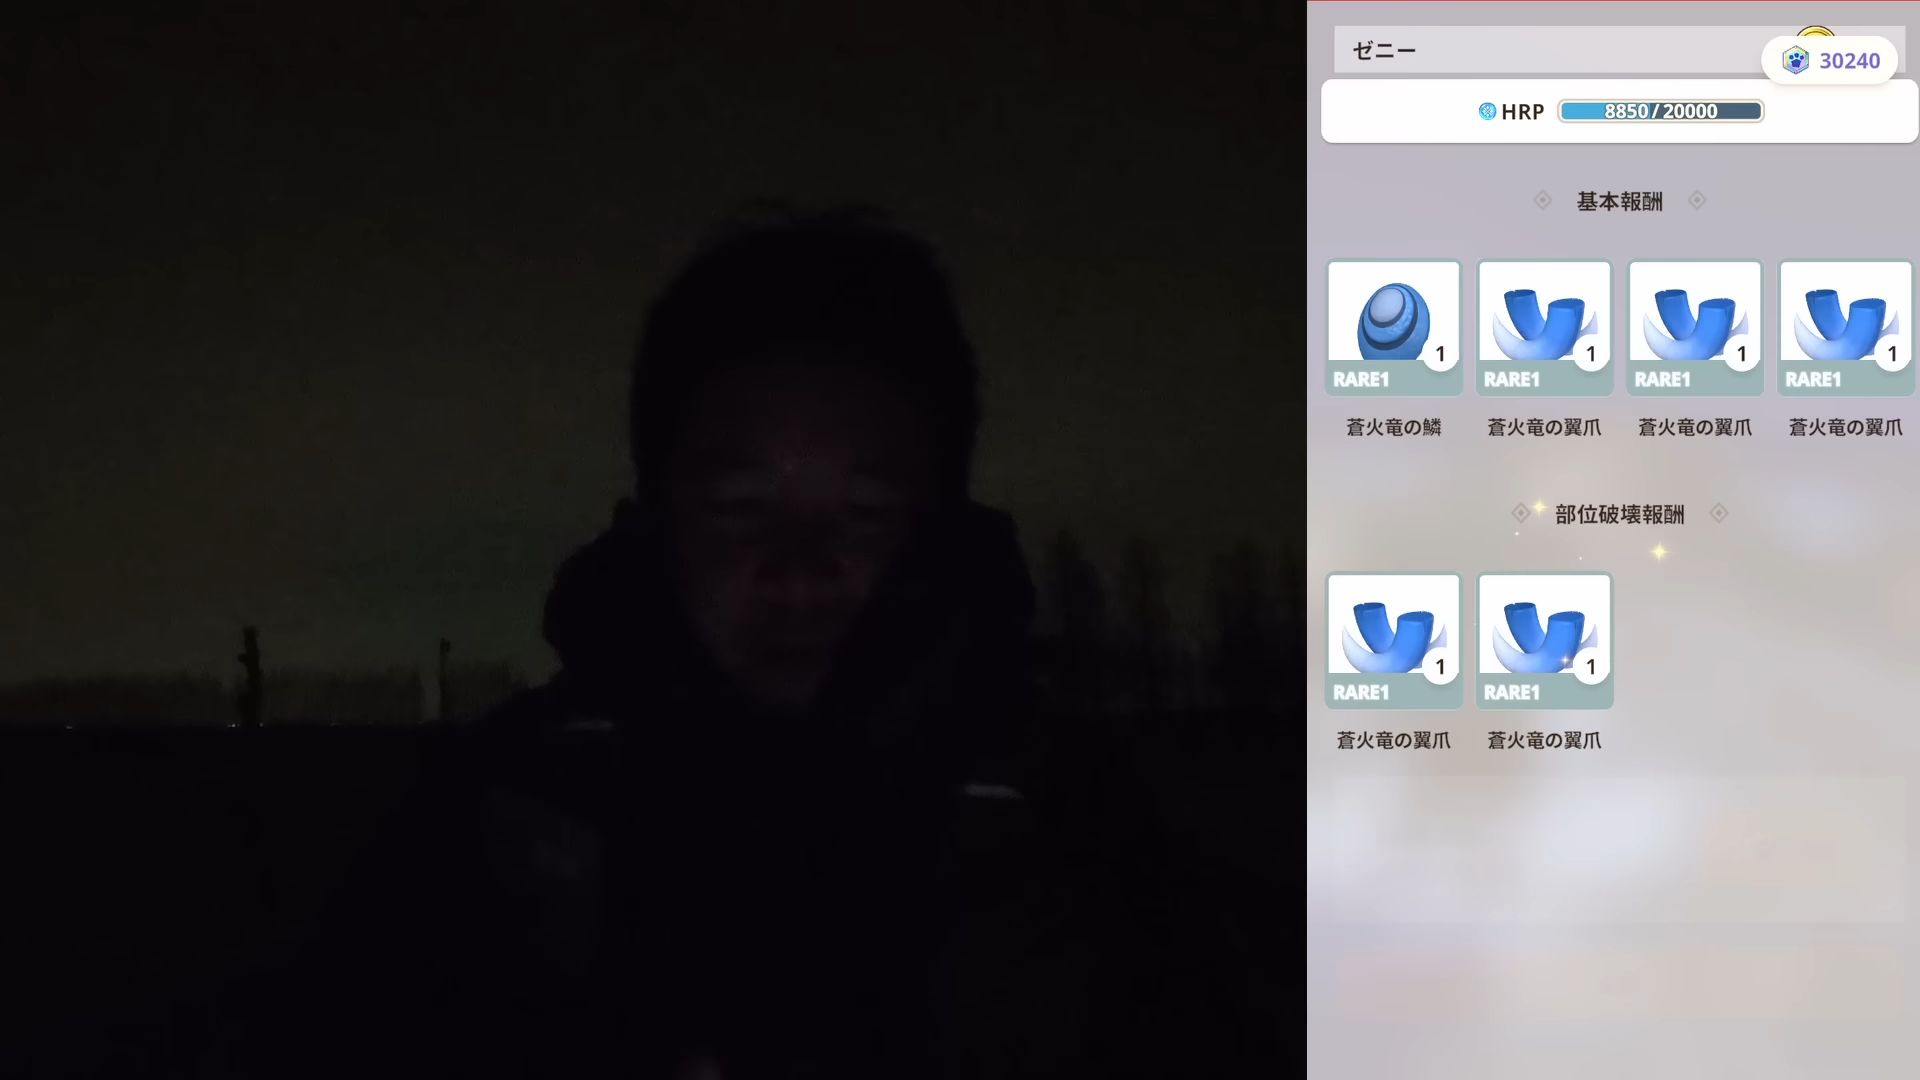 ゼニー
30240
HRP 8850/20000
基本報酬
1 1 1 1
RARE1 RARE1 RARE1 RARE1
蒼火竜の鱗 蒼火竜の翼爪 蒼火竜の翼爪 蒼火竜の翼爪
部位破壊報酬
1 1
RARE1 RARE1
蒼火竜の翼爪 蒼火竜の翼爪